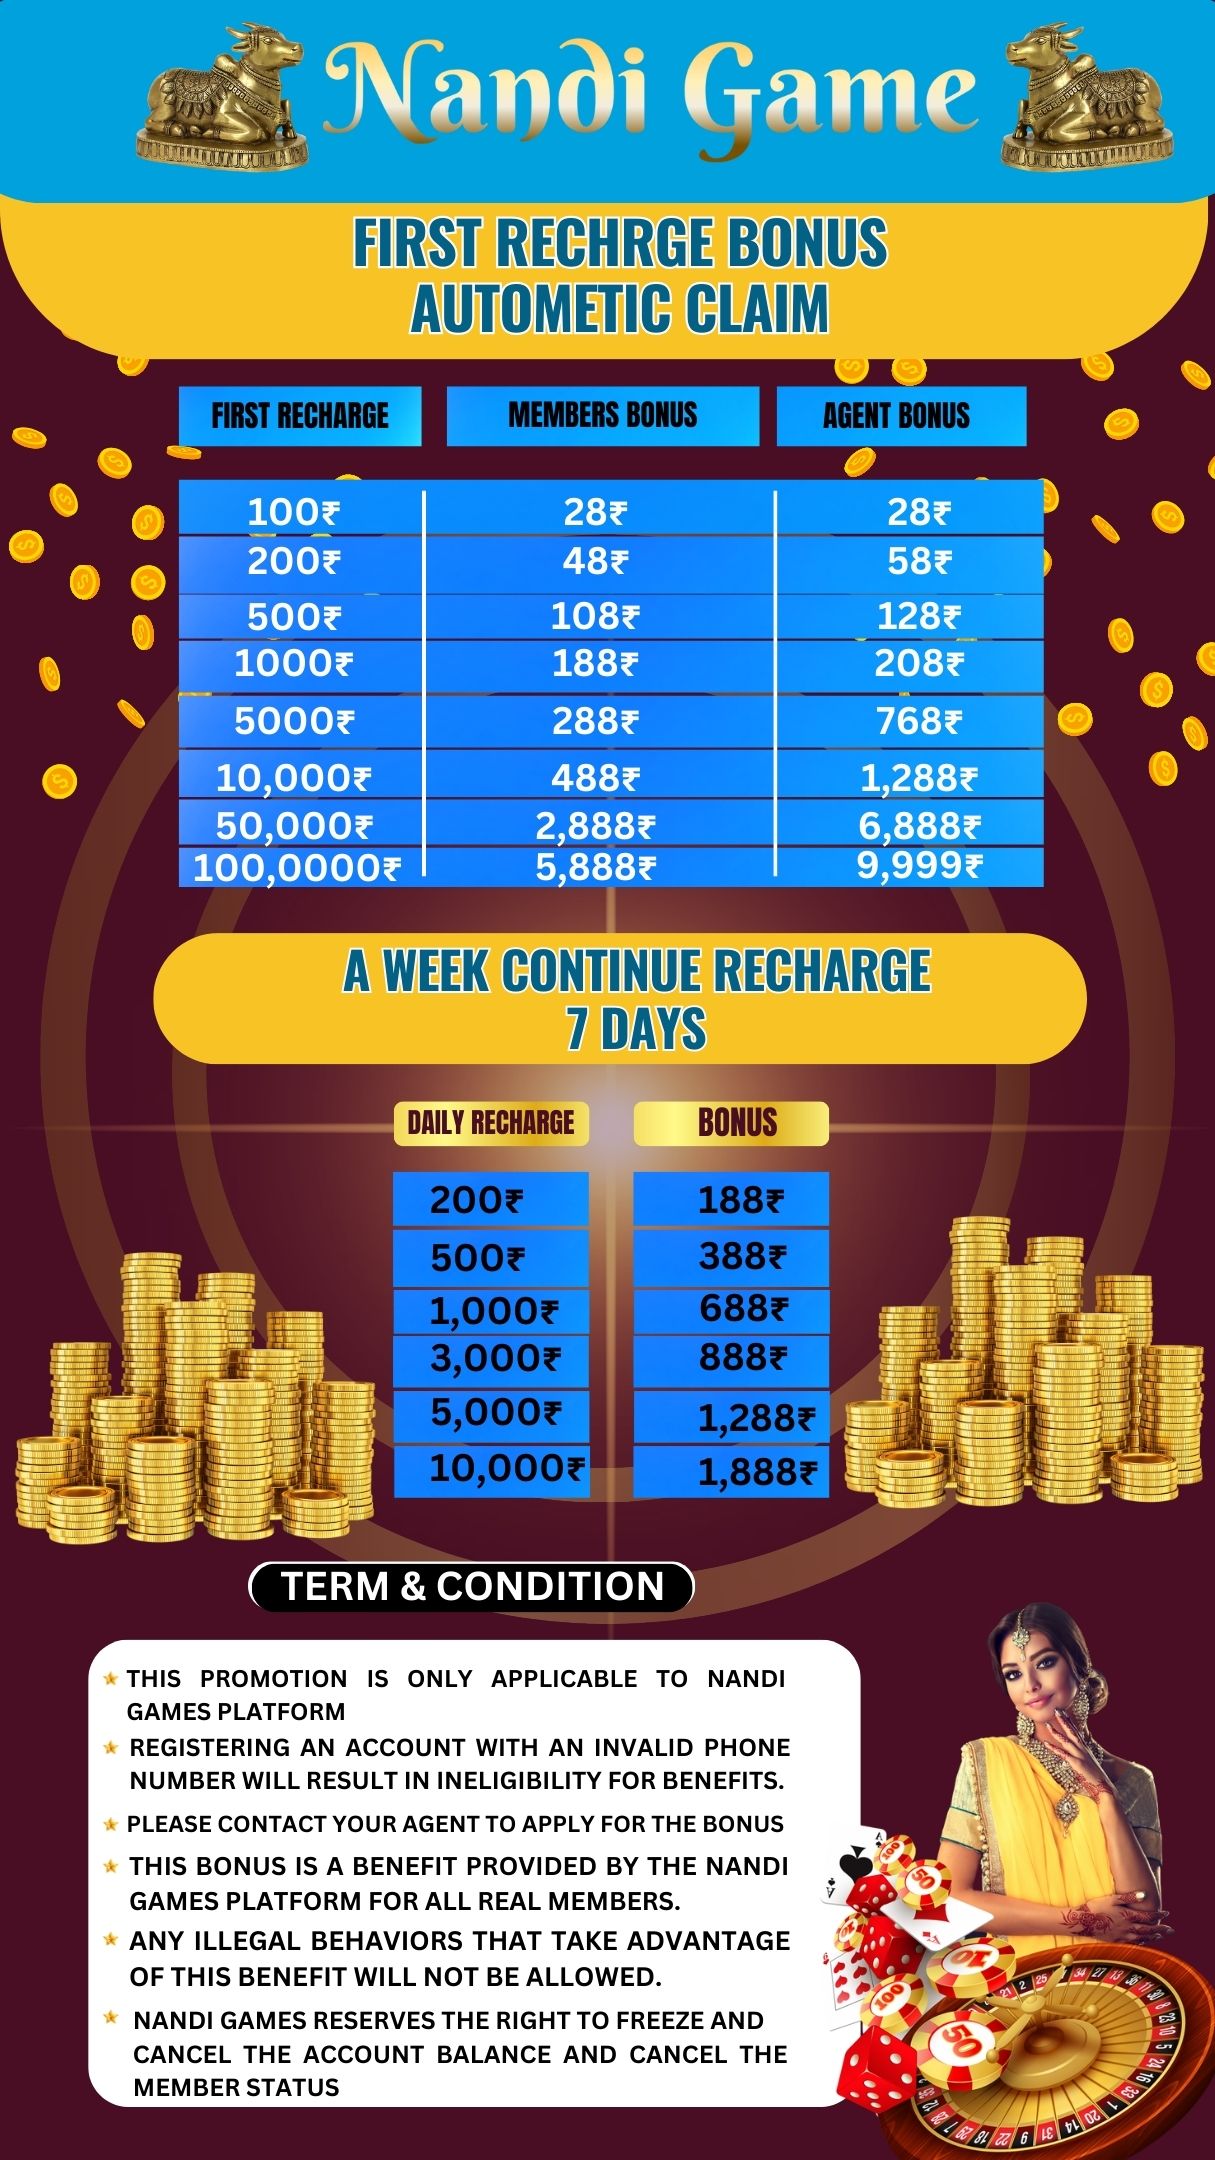 Nandi Game
FIRST RECHRGE BONUS
AUTOMETIC CLAIM
FIRST RECHARGE MEMBERS BONUS AGENT BONUS
100₹ 28₹ 28₹
200₹ 48₹ 58₹
500₹ 108₹ 128₹
1000₹ 188₹ 208₹
5000₹ 288₹ 768₹
10,000₹ 488₹ 1,288₹
50,000₹ 2,888₹ 6,888₹
100,0000₹ 5,888₹ 9,999₹
A WEEK CONTINUE RECHARGE
7 DAYS
DAILY RECHARGE BONUS
200₹ 188₹
500₹ 388₹
1,000₹ 688₹
3,000₹ 888₹
5,000₹ 1,288₹
10,000₹ 1,888₹
TERM & CONDITION
THIS PROMOTION IS ONLY APPLICABLE TO NANDI
GAMES PLATFORM
REGISTERING AN ACCOUNT WITH AN INVALID PHONE
NUMBER WILL RESULT IN INELIGIBILITY FOR BENEFITS.
PLEASE CONTACT YOUR AGENT TO APPLY FOR THE BONUS
THIS BONUS IS A BENEFIT PROVIDED BY THE NANDI
GAMES PLATFORM FOR ALL REAL MEMBERS.
ANY ILLEGAL BEHAVIORS THAT TAKE ADVANTAGE
OF THIS BENEFIT WILL NOT BE ALLOWED.
NANDI GAMES RESERVES THE RIGHT TO FREEZE AND
CANCEL THE ACCOUNT BALANCE AND CANCEL THE
MEMBER STATUS
100
50
100
50